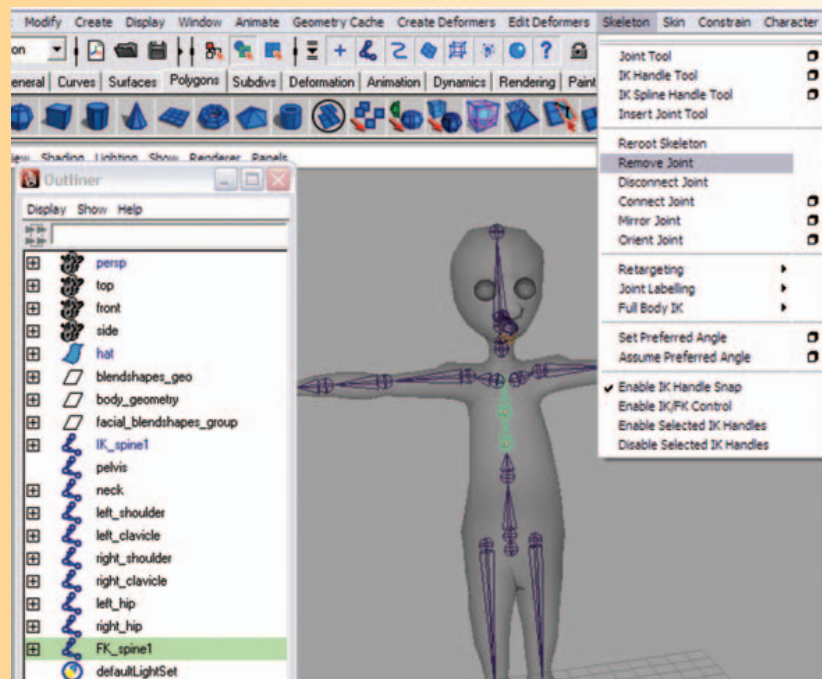 Modify Create Display Window Animate Geometry Cache Create Deformers Edit Deformers Skeleton Skin Constrain Character
on
eneral Curves Surfaces Polygons Subdivs Deformation Animation Dynamics Rendering Paint
ew Shading Lighting Show Renderer Panels
Outliner
Display Show Help
persp
top
front
side
hat
blendshapes_geo
body_geometry
facial_blendshapes_group
IK_spine1
pelvis
neck
left_shoulder
left_clavicle
right_shoulder
right_clavicle
left_hip
right_hip
FK_spine1
defaultLightSet
Joint Tool
IK Handle Tool
IK Spline Handle Tool
Insert Joint Tool
Reroot Skeleton
Remove Joint
Disconnect Joint
Connect Joint
Mirror Joint
Orient Joint
Retargeting
Joint Labelling
Full Body IK
Set Preferred Angle
Assume Preferred Angle
Enable IK Handle Snap
Enable IK/FK Control
Enable Selected IK Handles
Disable Selected IK Handles